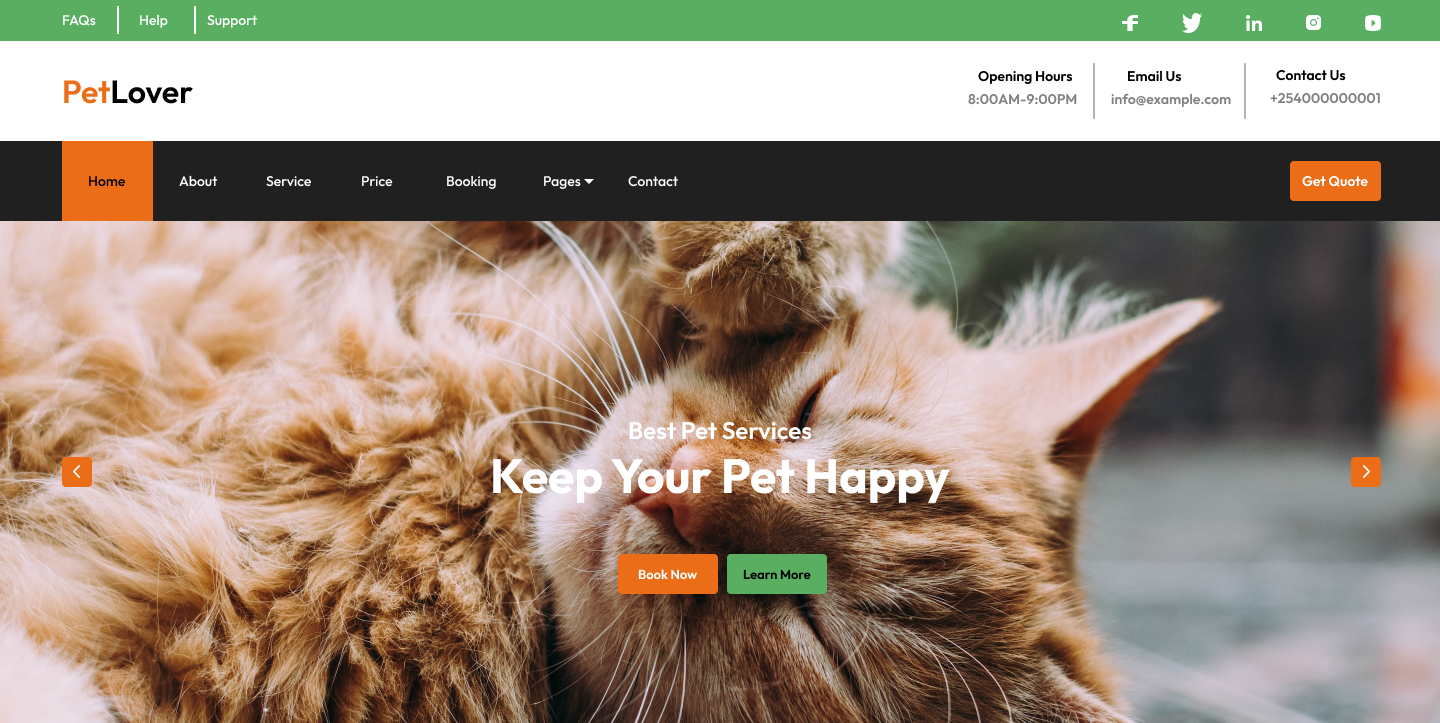 FAQs Help Support
PetLover
Opening Hours Email Us Contact Us
8:00AM-9:00PM info@example.com +254000000001
Home About Service Price Booking Pages Contact Get Quote
Best Pet Services
Keep Your Pet Happy
Book Now Learn More